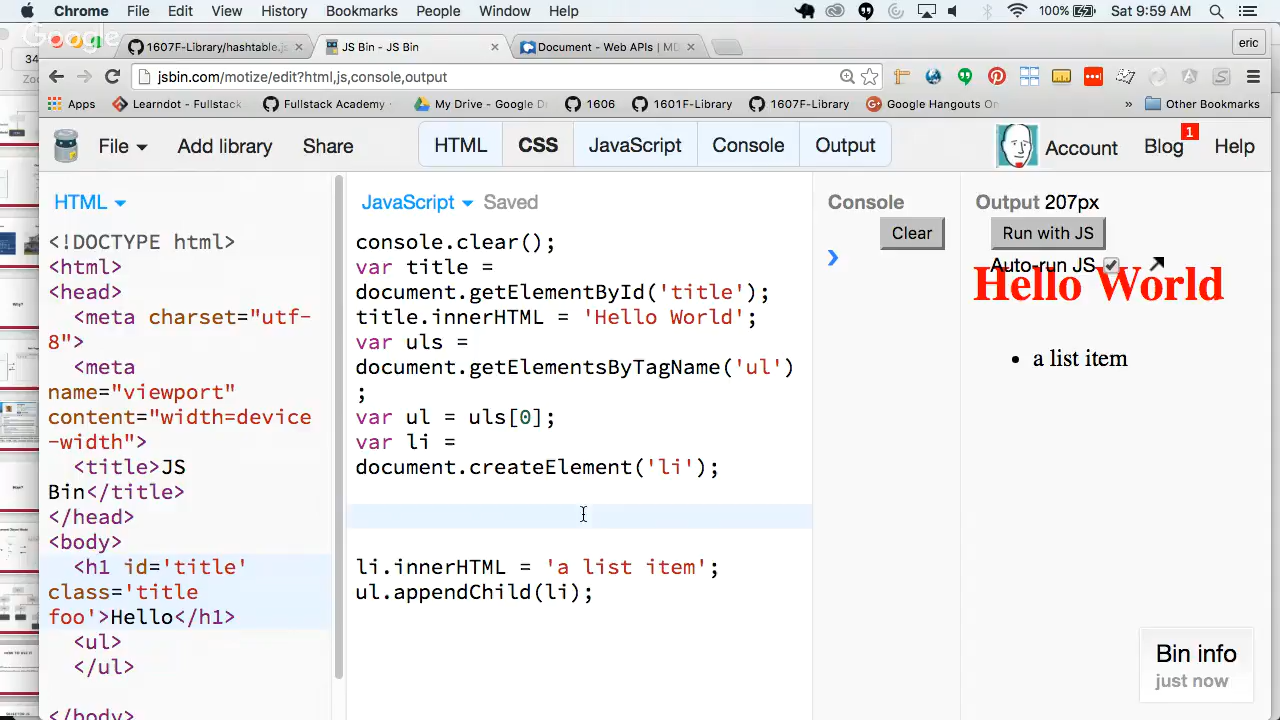 Chrome File Edit View History Bookmarks People Window Help 100% Sat 9:59 AM
Google
1607F-Library/hashtable.js JS Bin - JS Bin Document - Web APIs | MD eric
jsbin.com/motize/edit?html,js,console,output
Apps Learndot - Fullstack Fullstack Academy My Drive - Google D 1606 1601F-Library 1607F-Library Google Hangouts On » Other Bookmarks
File Add library Share HTML CSS JavaScript Console Output Account Blog 1 Help
HTML
<!DOCTYPE html>
<html>
<head>
<meta charset="utf-
8">
<meta
name="viewport"
content="width=device
-width">
<title>JS
Bin</title>
</head>
<body>
<h1 id='title'
class='title
foo'>Hello</h1>
<ul>
</ul>
</body>
JavaScript Saved
console.clear();
var title =
document.getElementById('title');
title.innerHTML = 'Hello World';
var uls =
document.getElementsByTagName('ul')
;
var ul = uls[0];
var li =
document.createElement('li');
li.innerHTML = 'a list item';
ul.appendChild(li);
Console
Clear
Output 207px
Run with JS
Auto-run JS
Hello World
• a list item
Bin info
just now